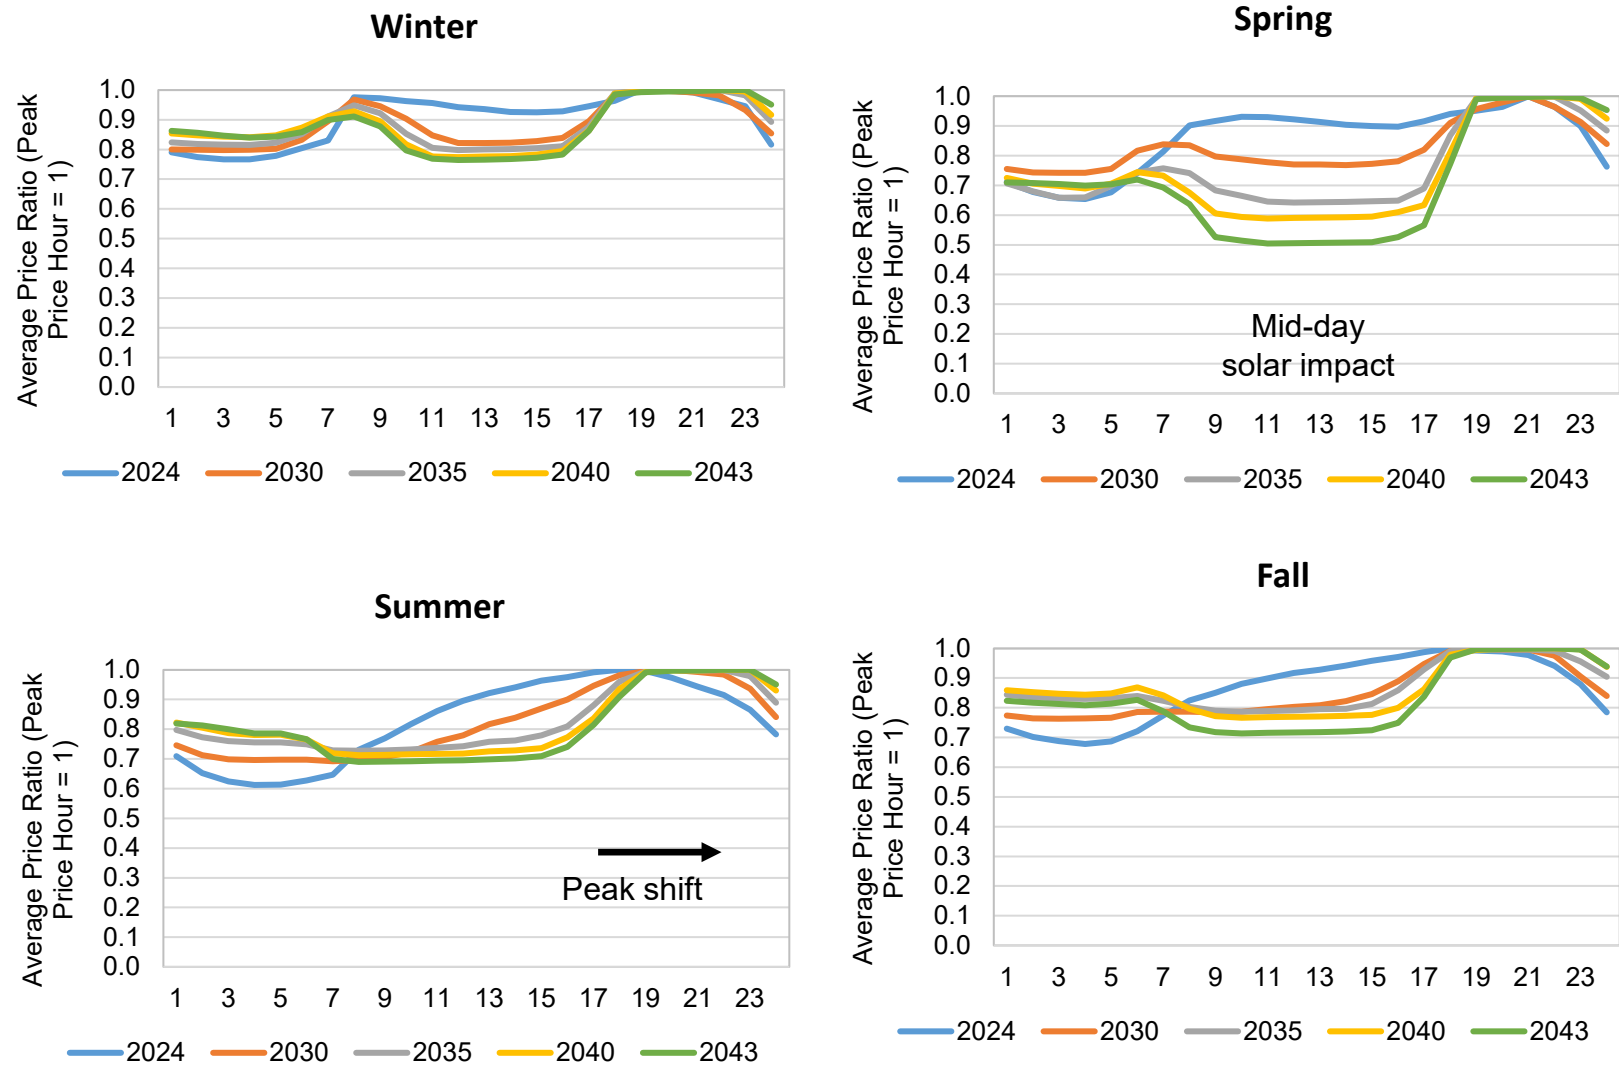 Winter
Average Price Ratio (Peak
Price Hour = 1)
1.0
0.9
0.8
0.7
0.6
0.5
0.4
0.3
0.2
0.1
0.0
1 3 5 7 9 11 13 15 17 19 21 23
2024 2030 2035 2040 2043
Spring
Average Price Ratio (Peak
Price Hour = 1)
1.0
0.9
0.8
0.7
0.6
0.5
0.4
0.3
0.2
0.1
0.0
Mid-day
solar impact
1 3 5 7 9 11 13 15 17 19 21 23
2024 2030 2035 2040 2043
Summer
Average Price Ratio (Peak
Price Hour = 1)
1.0
0.9
0.8
0.7
0.6
0.5
0.4
0.3
0.2
0.1
0.0
Peak shift
1 3 5 7 9 11 13 15 17 19 21 23
2024 2030 2035 2040 2043
Fall
Average Price Ratio (Peak
Price Hour = 1)
1.0
0.9
0.8
0.7
0.6
0.5
0.4
0.3
0.2
0.1
0.0
1 3 5 7 9 11 13 15 17 19 21 23
2024 2030 2035 2040 2043